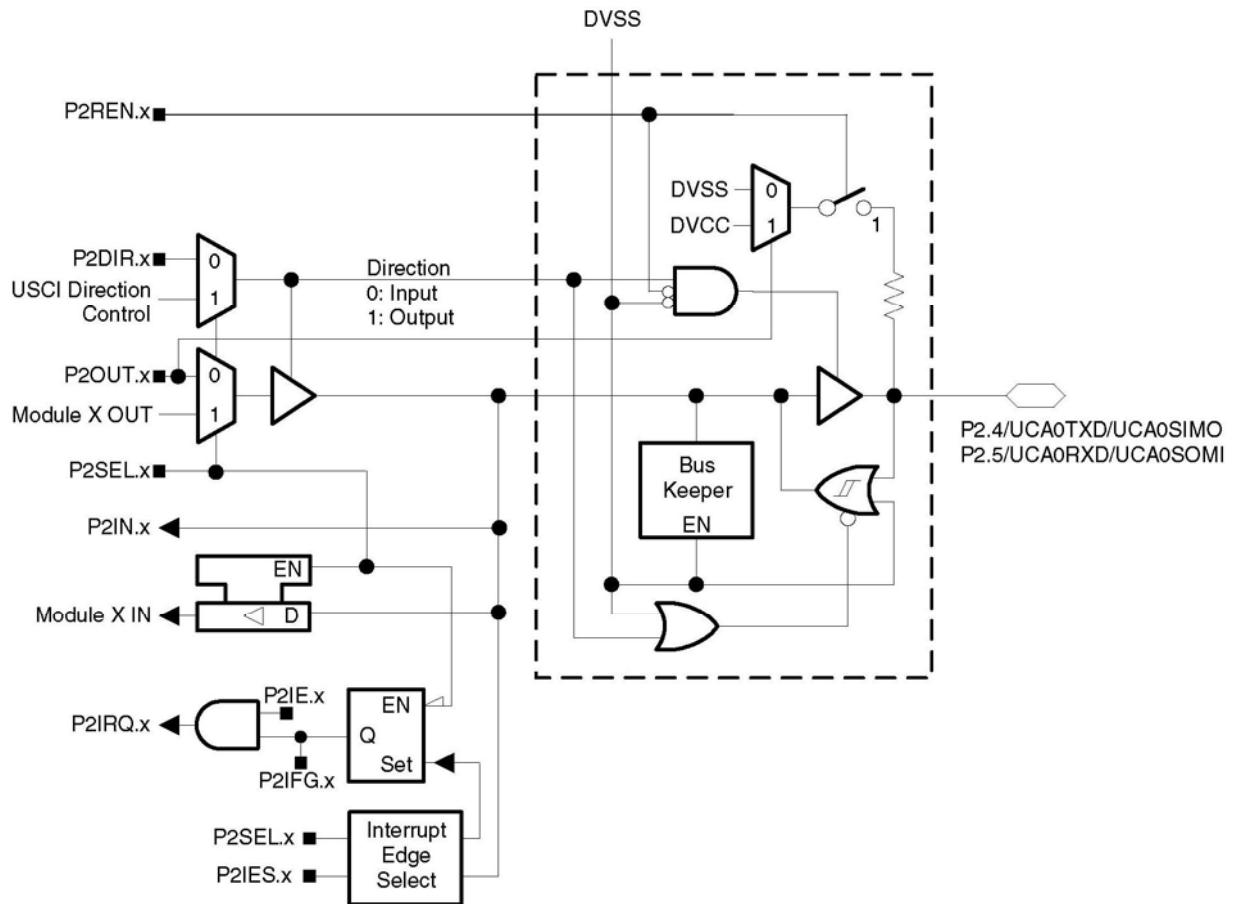 DVSS
P2REN.x
DVSS
0
DVCC
1
1
P2DIR.x
0
USCI Direction
Control
1
Direction
0: Input
1: Output
P2OUT.x
0
Module X OUT
1
P2.4/UCA0TXD/UCA0SIMO
P2.5/UCA0RXD/UCA0SOMI
P2SEL.x
Bus
Keeper
EN
P2IN.x
EN
Module X IN
D
P2IE.x
EN
P2IRQ.x
Q
Set
P2IFG.x
P2SEL.x
P2IES.x
Interrupt
Edge
Select